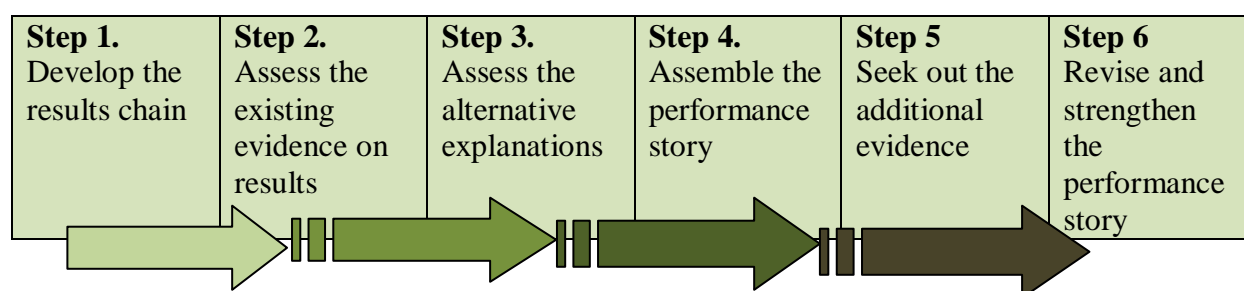 Step 1.
Develop the
results chain
Step 2.
Assess the
existing
evidence on
results
Step 3.
Assess the
alternative
explanations
Step 4.
Assemble the
performance
story
Step 5
Seek out the
additional
evidence
Step 6
Revise and
strengthen
the
performance
story